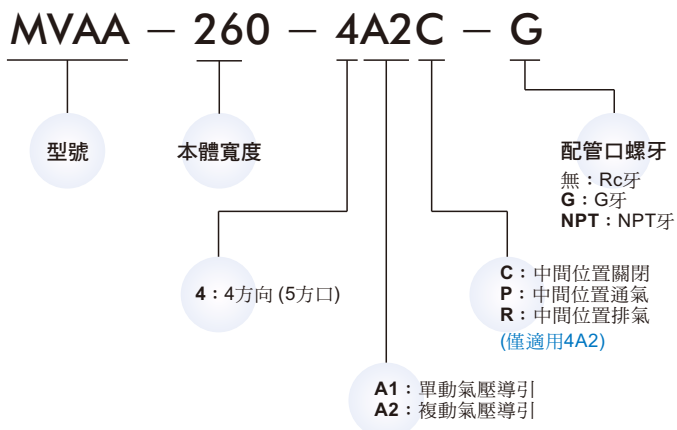 MVAA － 260 － 4A2C － G
型號
本體寬度
配管口螺牙
無：Rc牙
G：G牙
NPT：NPT牙
4：4方向 (5方口)
C：中間位置關閉
P：中間位置通氣
R：中間位置排氣
(僅適用4A2)
A1：單動氣壓導引
A2：複動氣壓導引